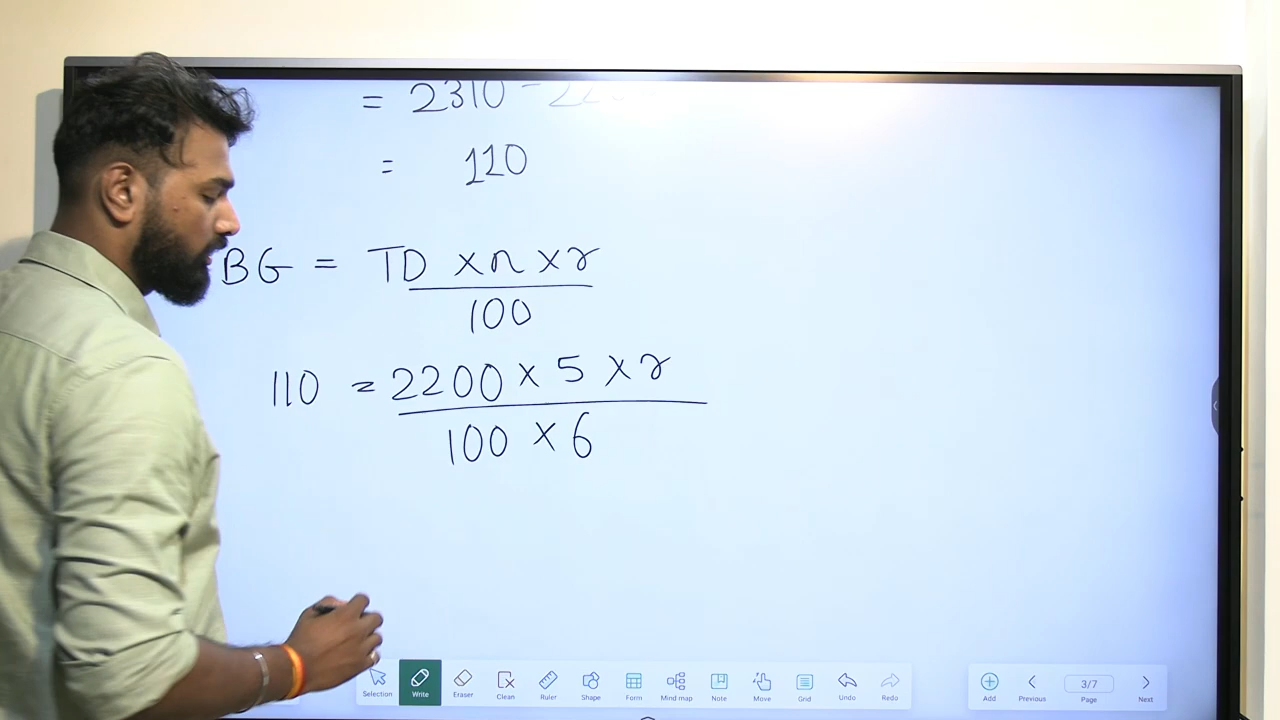 = 2310 -
= 110
BG = TD × n × r
100
110 = 2200 × 5 × r
100 × 6
Selection Write Eraser Clean Ruler Shape Form Mind map Note Move Grid Undo Redo
Add Previous 3/7 Page Next